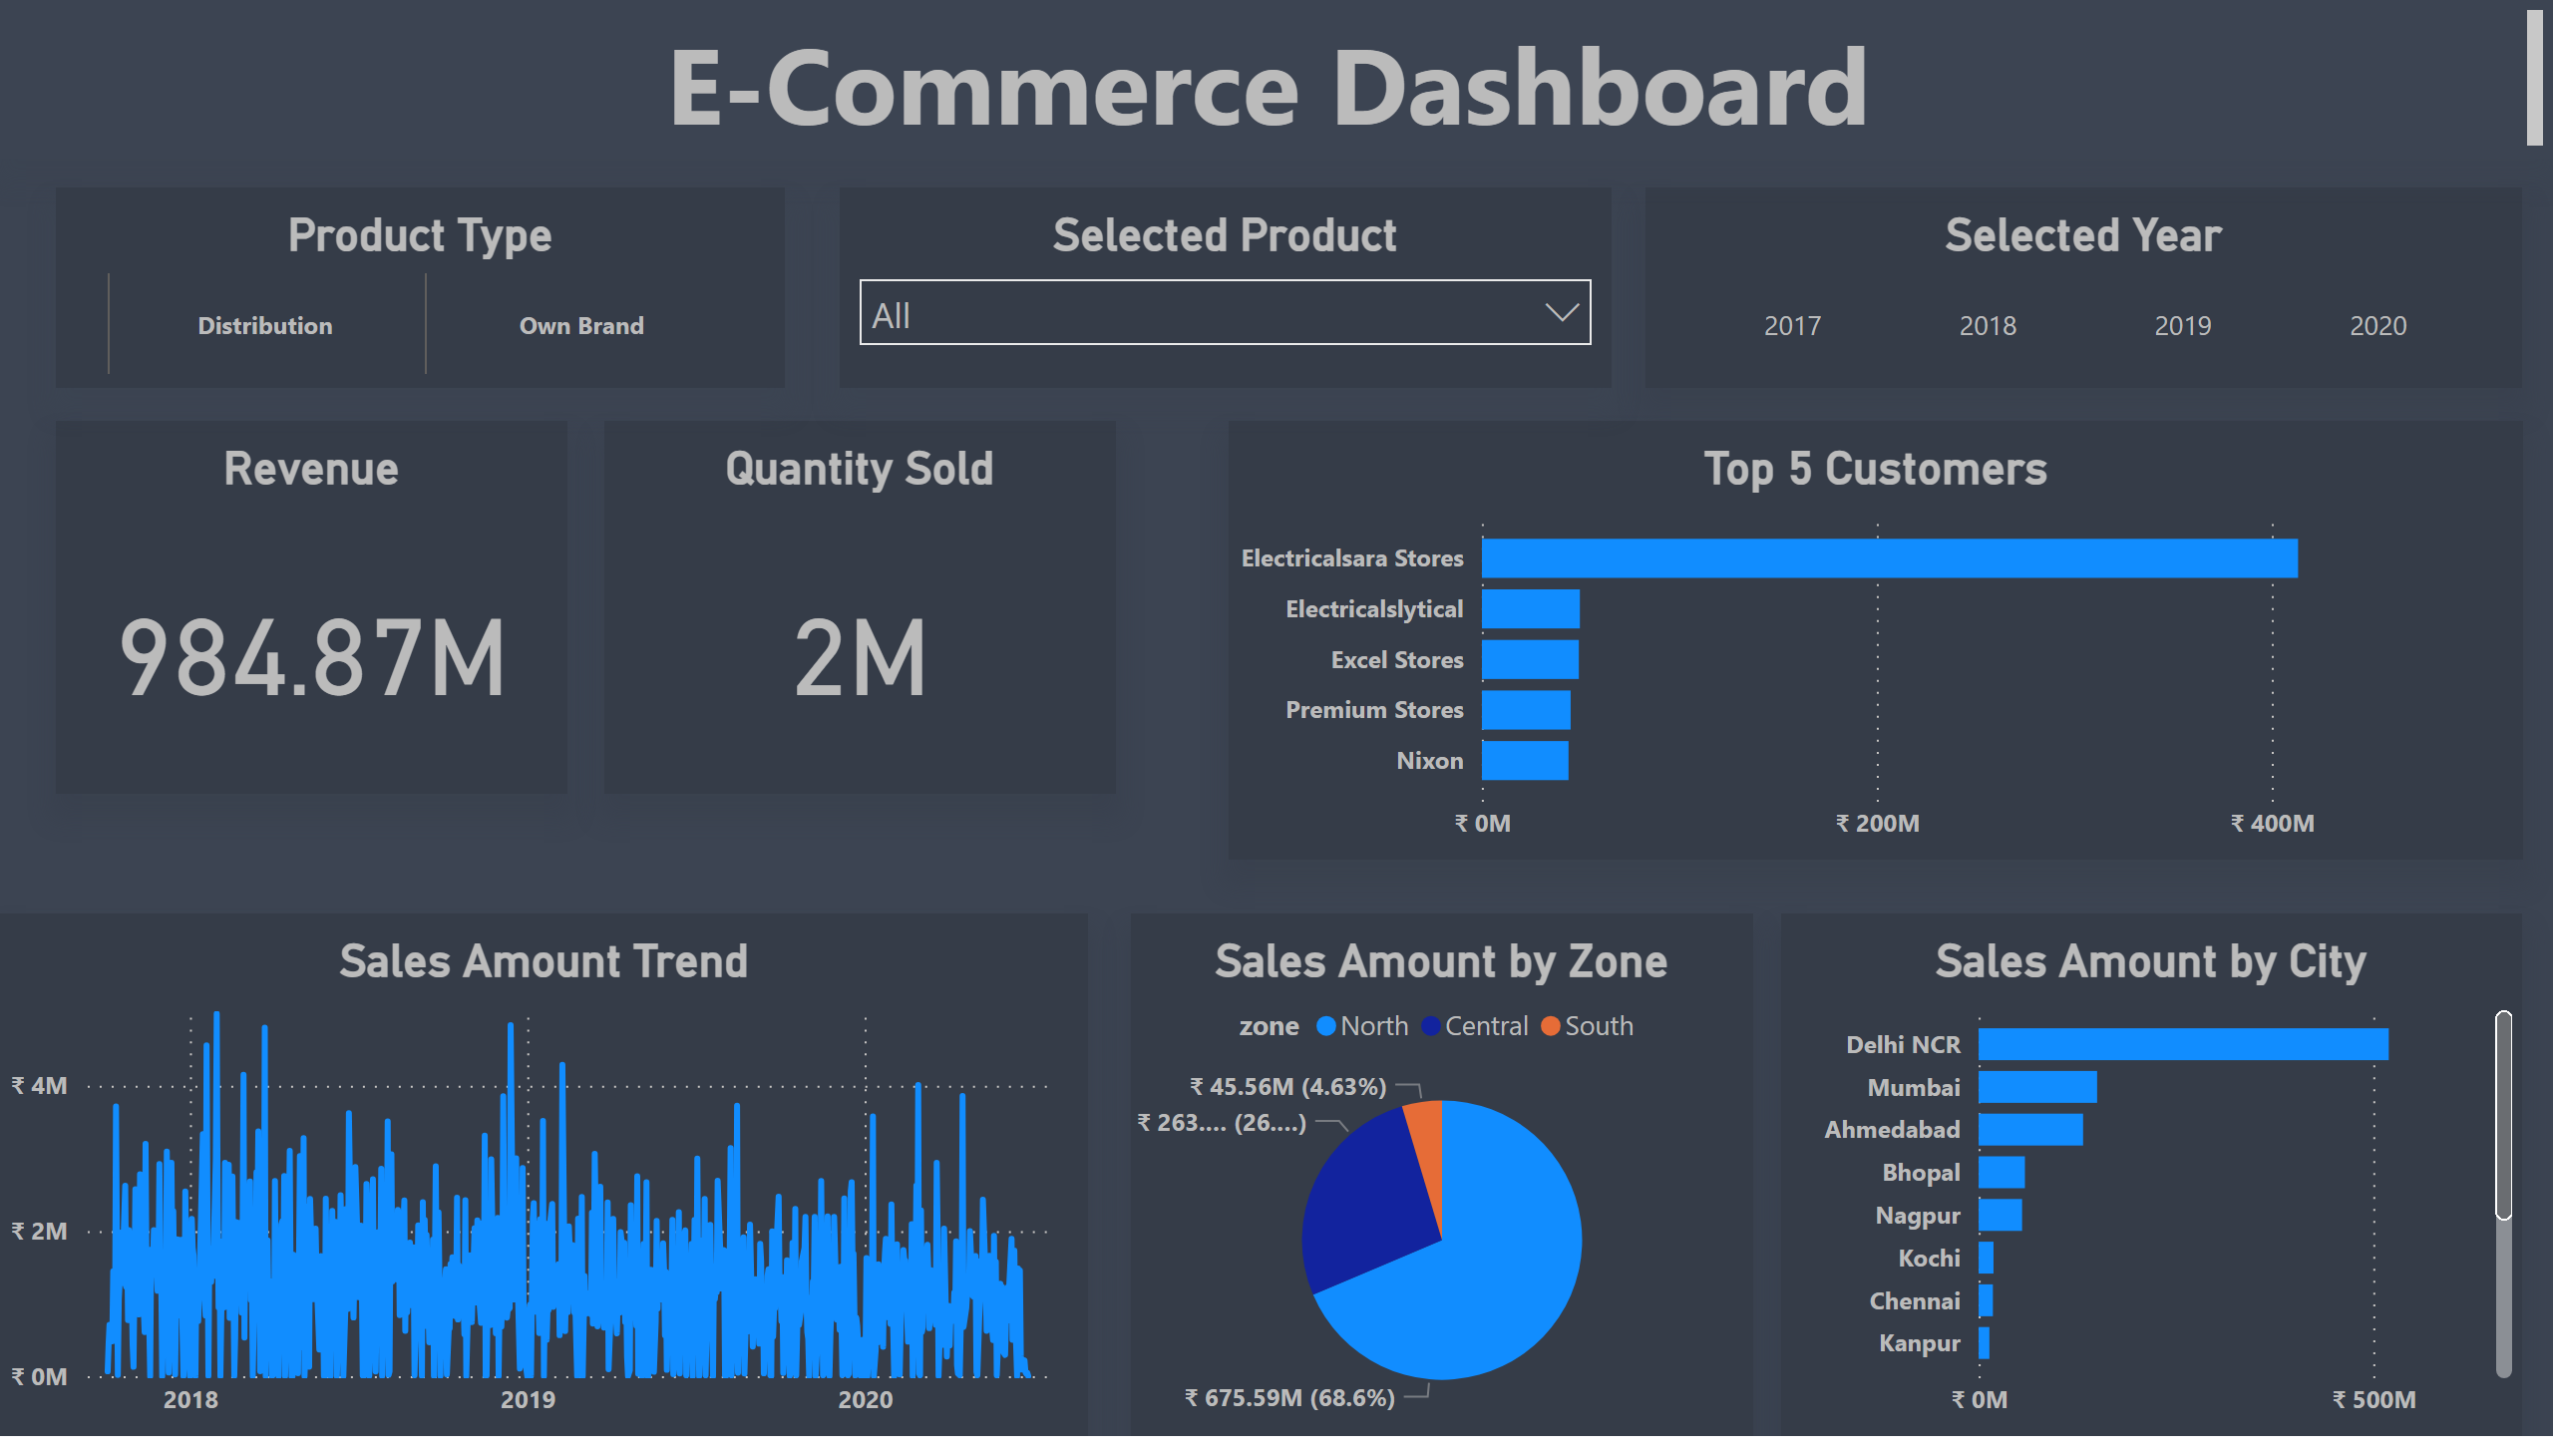 E-Commerce Dashboard
Product Type
Distribution
Own Brand
Selected Product
All
Selected Year
2017
2018
2019
2020
Revenue
984.87M
Quantity Sold
2M
Top 5 Customers
Electricalsara Stores
Electricalslytical
Excel Stores
Premium Stores
Nixon
₹ 0M
₹ 200M
₹ 400M
Sales Amount Trend
₹ 4M
₹ 2M
₹ 0M
2018
2019
2020
Sales Amount by Zone
zone North Central South
₹ 45.56M (4.63%)
₹ 263.... (26....)
₹ 675.59M (68.6%)
Sales Amount by City
Delhi NCR
Mumbai
Ahmedabad
Bhopal
Nagpur
Kochi
Chennai
Kanpur
₹ 0M
₹ 500M